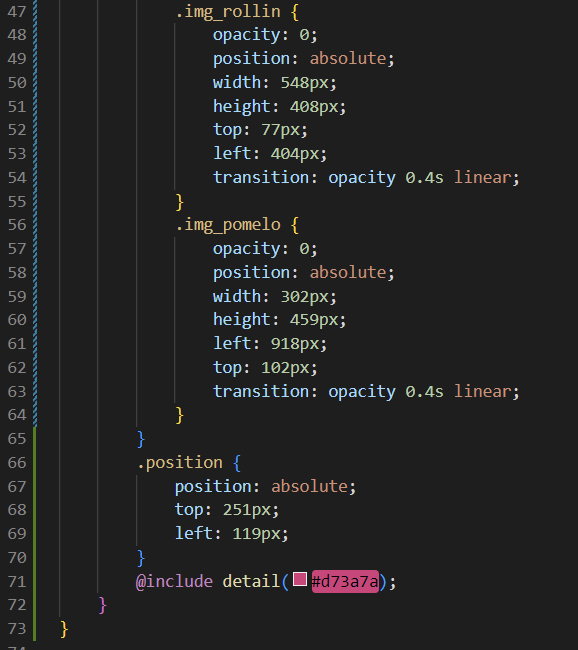 47 .img_rollin {
48 opacity: 0;
49 position: absolute;
50 width: 548px;
51 height: 408px;
52 top: 77px;
53 left: 404px;
54 transition: opacity 0.4s linear;
55 }
56 .img_pomelo {
57 opacity: 0;
58 position: absolute;
59 width: 302px;
60 height: 459px;
61 left: 918px;
62 top: 102px;
63 transition: opacity 0.4s linear;
64 }
65 }
66 .position {
67 position: absolute;
68 top: 251px;
69 left: 119px;
70 }
71 @include detail(#d73a7a);
72 }
73 }